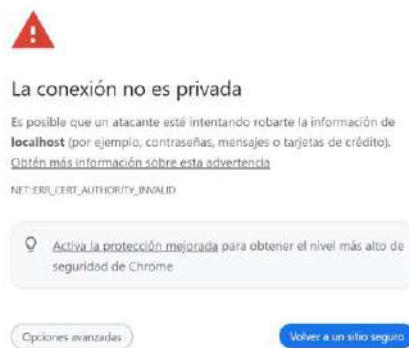 La conexión no es privada
Es posible que un atacante esté intentando robarte la información de
localhost (por ejemplo, contraseñas, mensajes o tarjetas de crédito).
Obtén más información sobre esta advertencia
NET::ERR_CERT_AUTHORITY_INVALID
Activa la protección mejorada para obtener el nivel más alto de
seguridad de Chrome
Opciones avanzadas
Volver a un sitio seguro